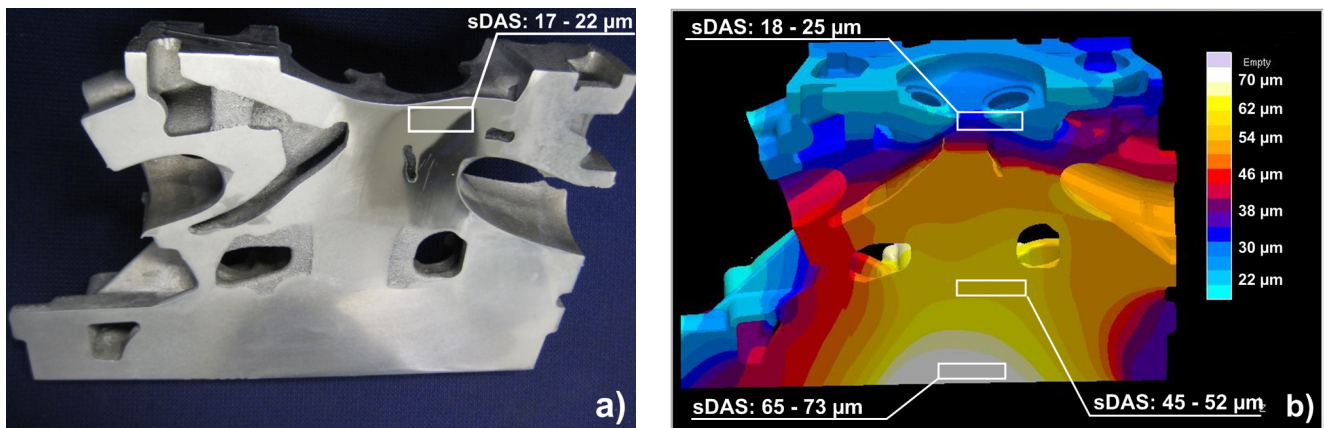 sDAS: 17 - 22 µm
a)
sDAS: 18 - 25 µm
Empty
70 µm
62 µm
54 µm
46 µm
38 µm
30 µm
22 µm
sDAS: 65 - 73 µm
sDAS: 45 - 52 µm
b)